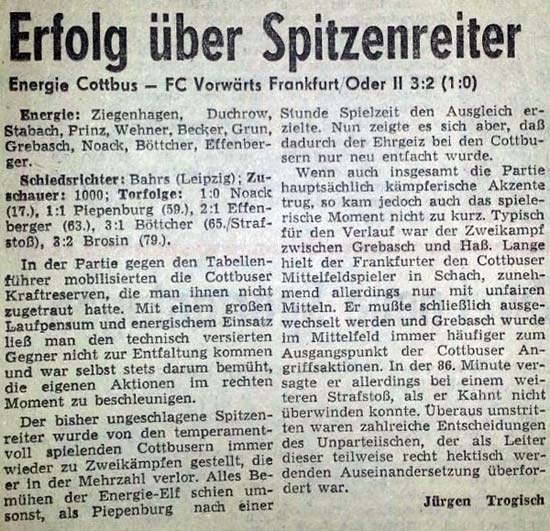 Erfolg über Spitzenreiter
Energie Cottbus — FC Vorwärts Frankfurt/Oder II 3:2 (1:0)
Energie: Ziegenhagen, Duchrow,
Stabach, Prinz, Wehner, Becker, Grun,
Grebasch, Noack, Böttcher, Effenber-
ger.
Schiedsrichter: Bahrs (Leipzig); Zu-
schauer: 1000; Torfolge: 1:0 Noack
(17.), 1:1 Piepenburg (59.), 2:1 Effen-
berger (63.), 3:1 Böttcher (65./Straf-
stoß), 3:2 Brosin (79.).
In der Partie gegen den Tabellen-
führer mobilisierten die Cottbuser
Kraftreserven, die man ihnen nicht
zugetraut hatte. Mit einem großen
Laufpensum und energischem Einsatz
ließ man den technisch versierten
Gegner nicht zur Entfaltung kommen
und war selbst stets darum bemüht,
die eigenen Aktionen im rechten
Moment zu beschleunigen.
Der bisher ungeschlagene Spitzen-
reiter wurde von den temperament-
voll spielenden Cottbusern immer
wieder zu Zweikämpfen gestellt, die
er in der Mehrzahl verlor. Alles Be-
mühen der Energie-Elf schien um-
sonst, als Piepenburg nach einer
Stunde Spielzeit den Ausgleich er-
zielte. Nun zeigte es sich aber, daß
dadurch der Ehrgeiz bei den Cottbu-
sern nur neu entfacht wurde.
Wenn auch insgesamt die Partie
hauptsächlich kämpferische Akzente
trug, so kam jedoch auch das spiele-
rische Moment nicht zu kurz. Typisch
für den Verlauf war der Zweikampf
zwischen Grebasch und Haß. Lange
hielt der Frankfurter den Cottbuser
Mittelfeldspieler in Schach, zuneh-
mend allerdings nur mit unfairen
Mitteln. Er mußte schließlich ausge-
wechselt werden und Grebasch wurde
im Mittelfeld immer häufiger zum
Ausgangspunkt der Cottbuser An-
griffsaktionen. In der 86. Minute ver-
sagte er allerdings bei einem wei-
teren Strafstoß, als er Kahnt nicht
überwinden konnte. Überaus umstrit-
ten waren zahlreiche Entscheidungen
des Unparteiischen, der als Leiter
dieser teilweise recht hektisch wer-
denden Auseinandersetzung überfor-
dert war.
Jürgen Trogisch